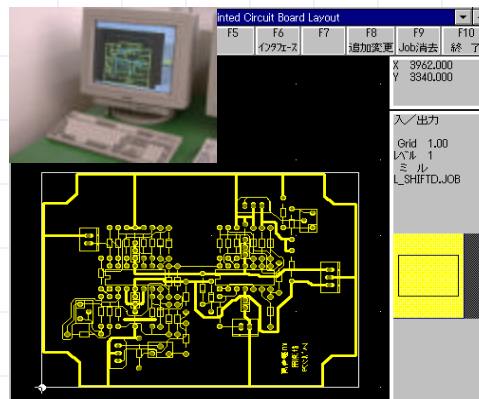 inted Circuit Board Layout
F5 F6 F7 F8 F9 F10
インタフェース 追加変更 Job消去 終 了
X 3962.000
Y 3340.000
入／出力
Grid 1.00
レベル 1
ミ ル
L_SHIFTD.JOB